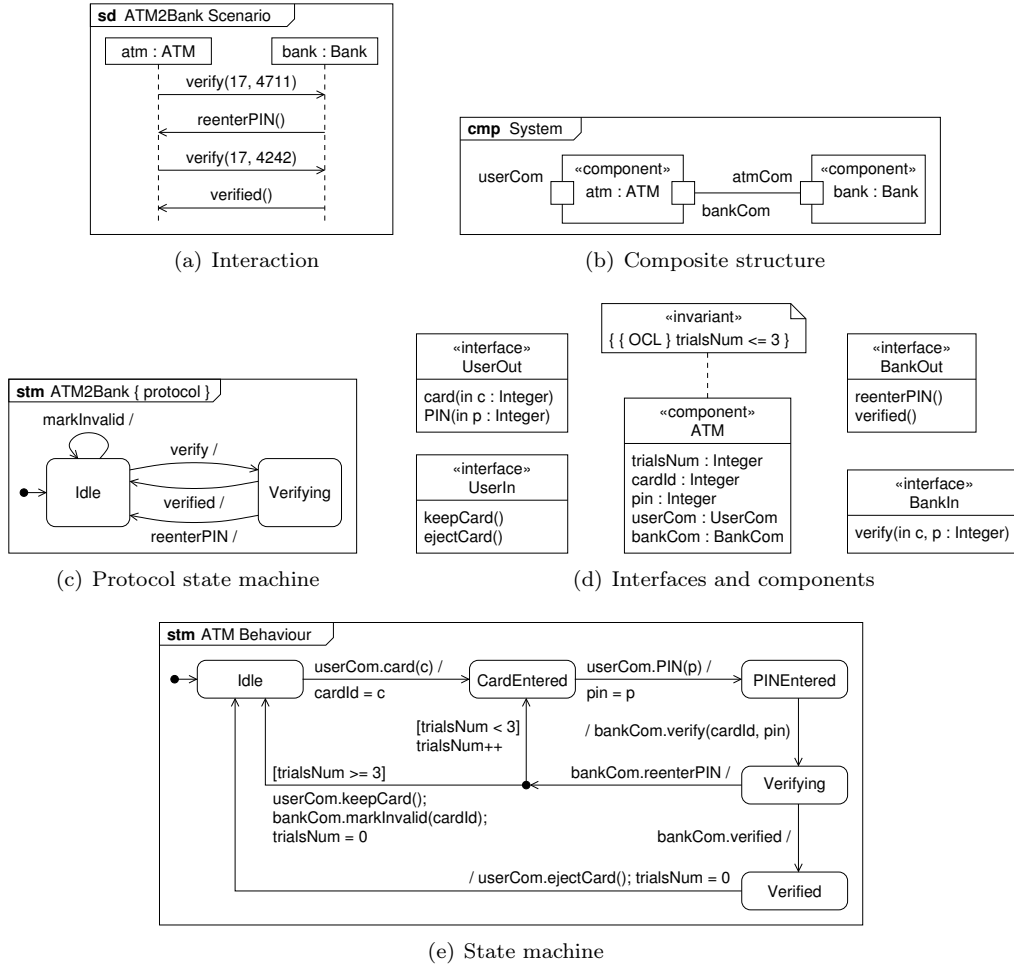 sd ATM2Bank Scenario
atm : ATM
bank : Bank
verify(17, 4711)
reenterPIN()
verify(17, 4242)
verified()
(a) Interaction
cmp System
userCom
«component»
atm : ATM
bankCom
atmCom
«component»
bank : Bank
(b) Composite structure
stm ATM2Bank { protocol }
markInvalid /
Idle
verify /
verified /
reenterPIN /
Verifying
(c) Protocol state machine
«interface»
UserOut
card(in c : Integer)
PIN(in p : Integer)
«interface»
UserIn
keepCard()
ejectCard()
«invariant»
{ { OCL } trialsNum <= 3 }
«component»
ATM
trialsNum : Integer
cardId : Integer
pin : Integer
userCom : UserCom
bankCom : BankCom
«interface»
BankOut
reenterPIN()
verified()
«interface»
BankIn
verify(in c, p : Integer)
(d) Interfaces and components
stm ATM Behaviour
Idle
userCom.card(c) /
cardId = c
CardEntered
userCom.PIN(p) /
pin = p
PINEntered
/ bankCom.verify(cardId, pin)
[trialsNum < 3]
trialsNum++
[trialsNum >= 3]
userCom.keepCard();
bankCom.markInvalid(cardId);
trialsNum = 0
bankCom.reenterPIN /
Verifying
bankCom.verified /
/ userCom.ejectCard(); trialsNum = 0
Verified
(e) State machine